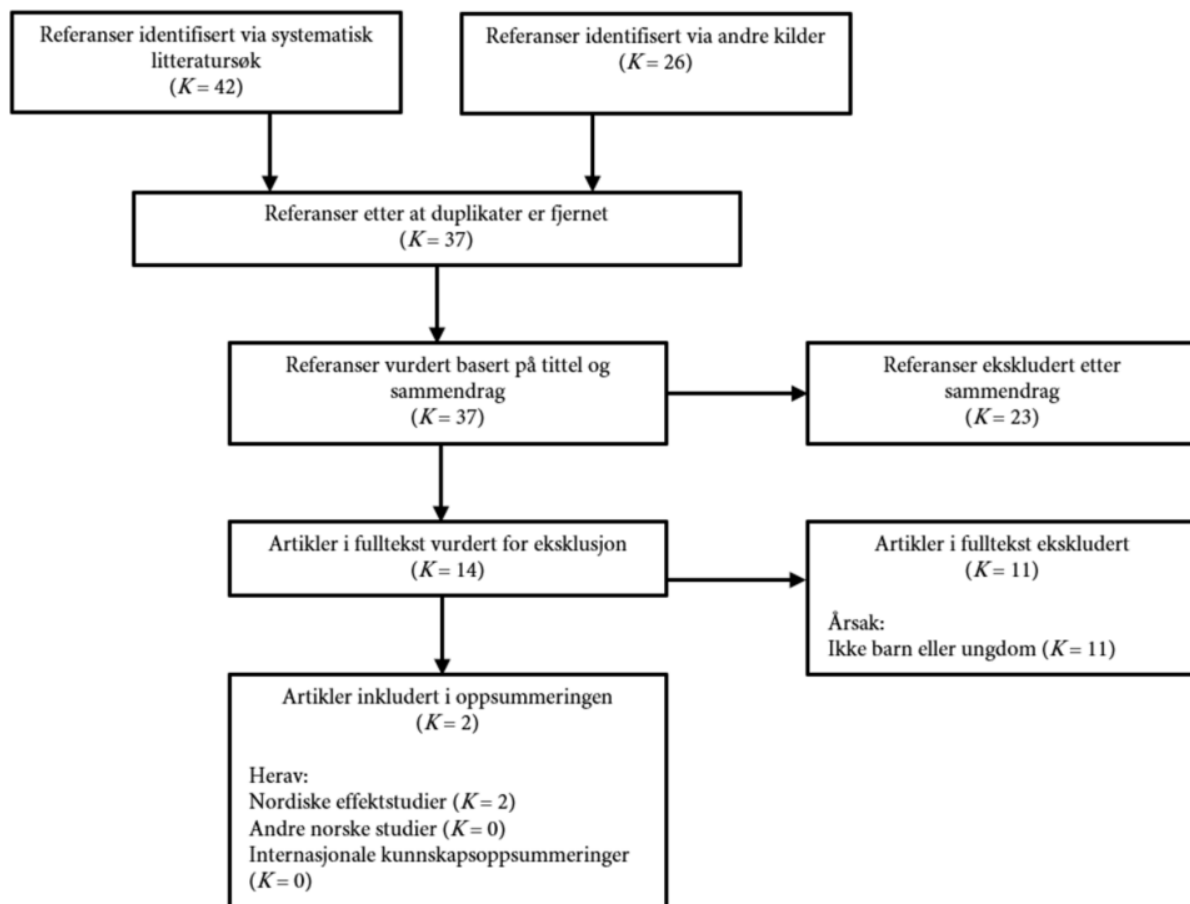 Referanser identifisert via systematisk
litteratursøk
(K = 42)
Referanser identifisert via andre kilder
(K = 26)
Referanser etter at duplikater er fjernet
(K = 37)
Referanser vurdert basert på tittel og
sammendrag
(K = 37)
Referanser ekskludert etter
sammendrag
(K = 23)
Artikler i fulltekst vurdert for eksklusjon
(K = 14)
Artikler i fulltekst ekskludert
(K = 11)
Årsak:
Ikke barn eller ungdom (K = 11)
Artikler inkludert i oppsummeringen
(K = 2)
Herav:
Nordiske effektstudier (K = 2)
Andre norske studier (K = 0)
Internasjonale kunnskapsoppsummeringer
(K = 0)